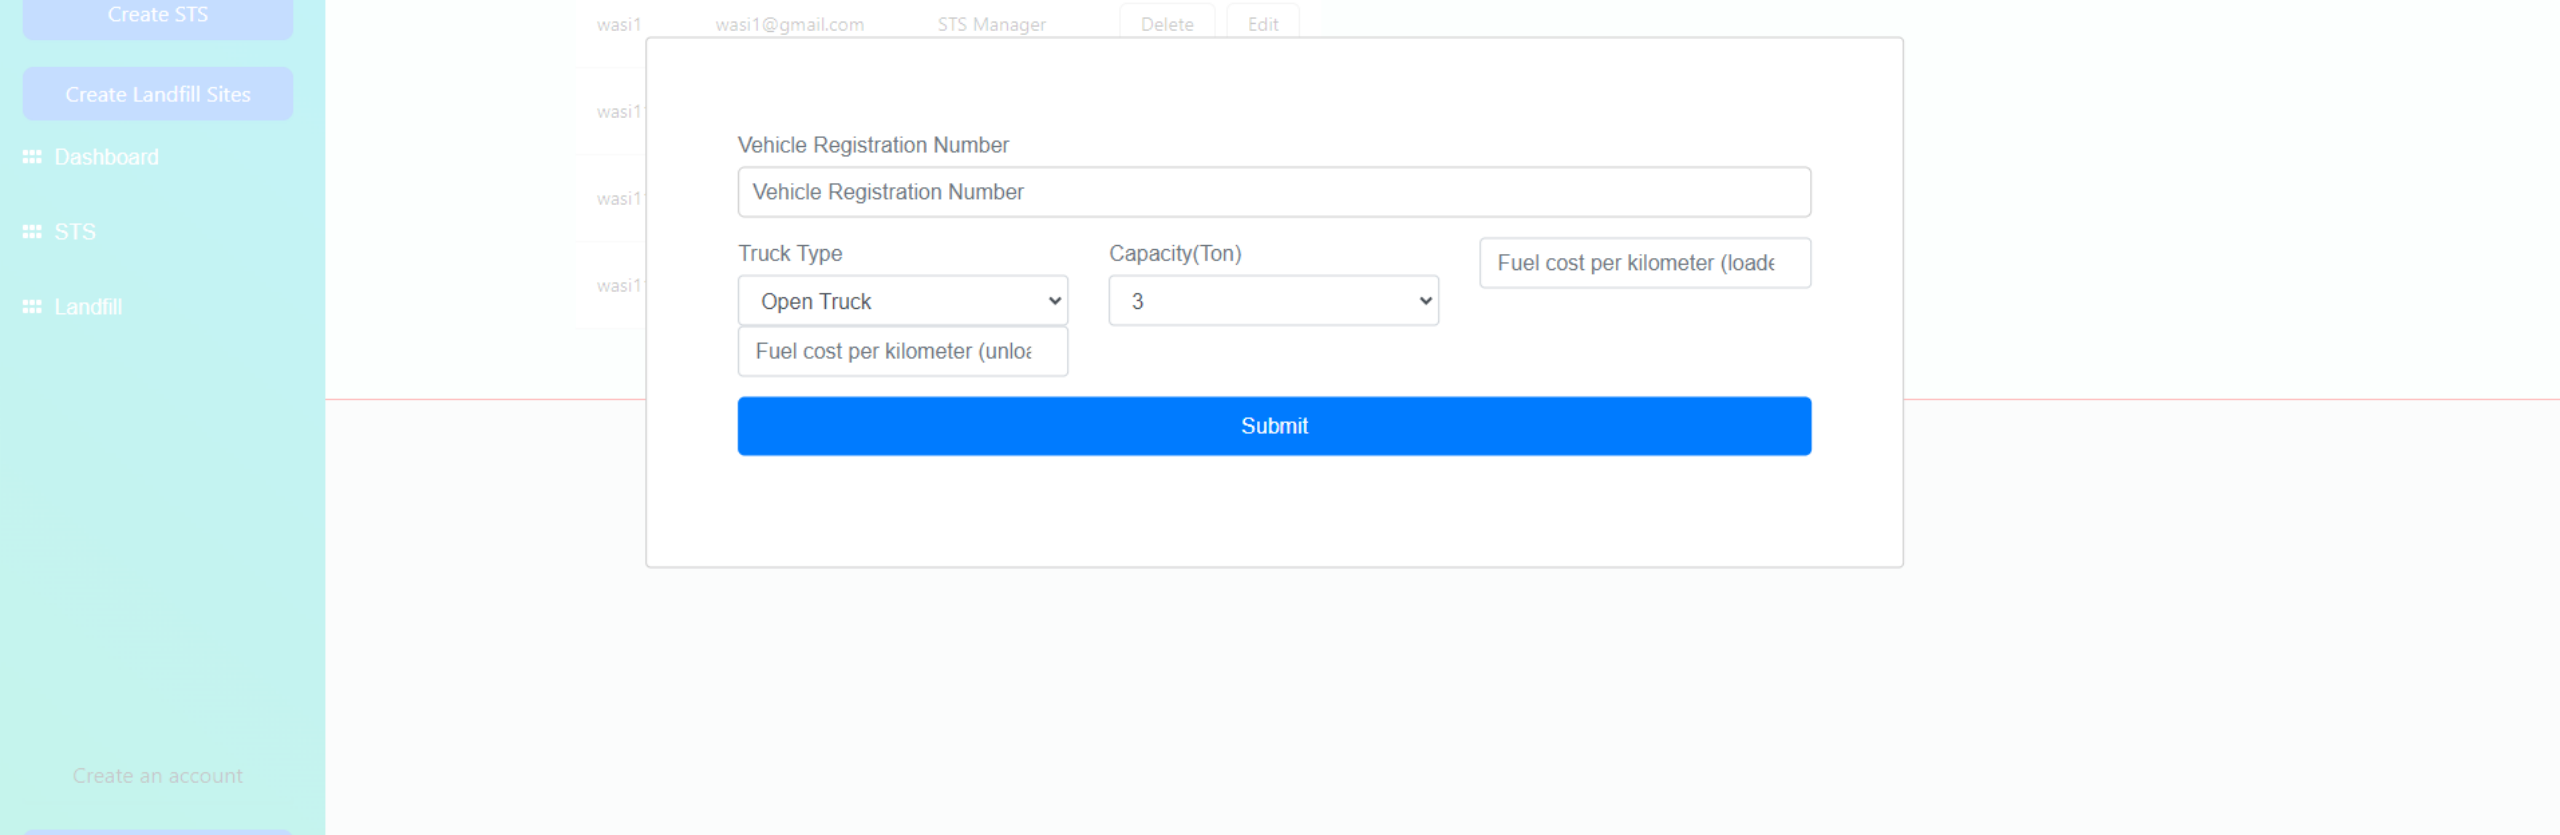 Create STS
Create Landfill Sites
Dashboard
STS
Landfill
Create an account
wasi1 wasi1@gmail.com STS Manager Delete Edit
wasi1
wasi1
wasi1
Vehicle Registration Number
Vehicle Registration Number
Truck Type Capacity(Ton)
Fuel cost per kilometer (loade
Open Truck 3
Fuel cost per kilometer (unloa
Submit